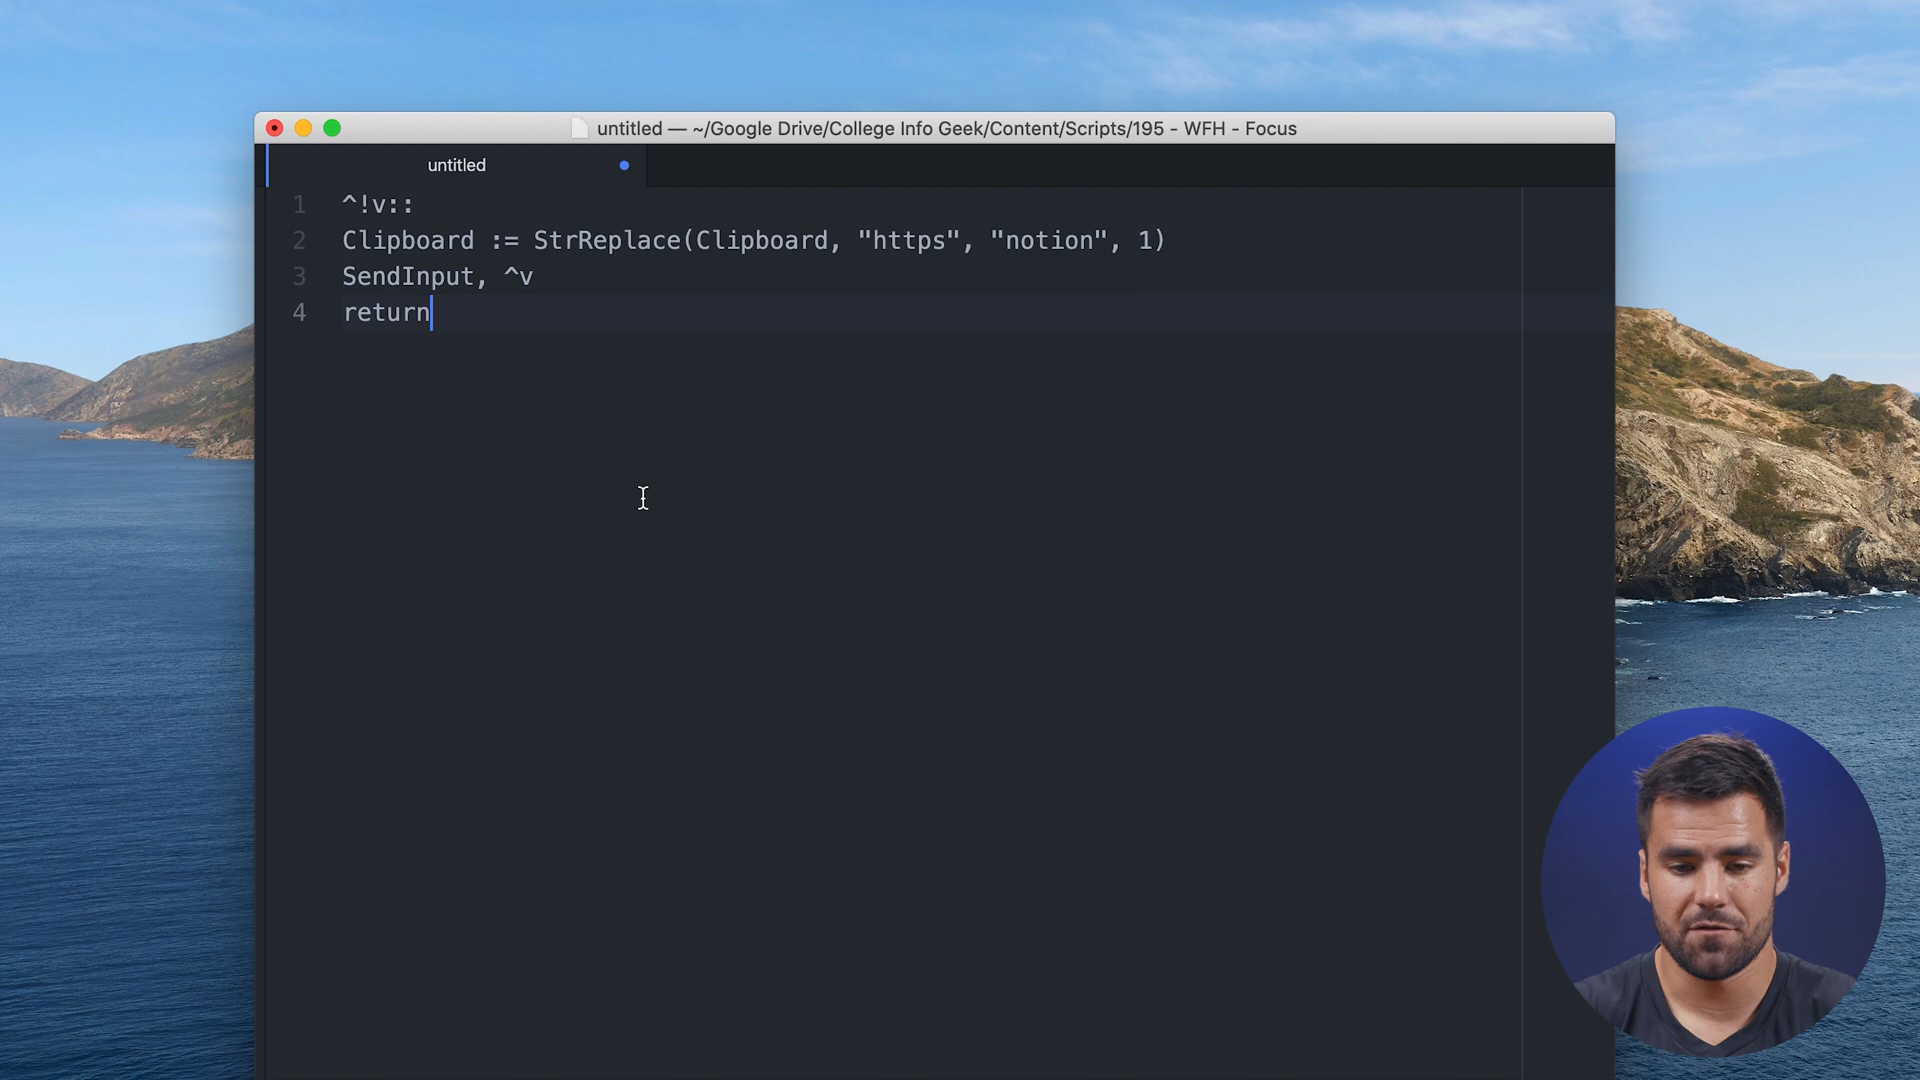 untitled — ~/Google Drive/College Info Geek/Content/Scripts/195 - WFH - Focus
untitled
1 ^!v::
2 Clipboard := StrReplace(Clipboard, "https", "notion", 1)
3 SendInput, ^v
4 return